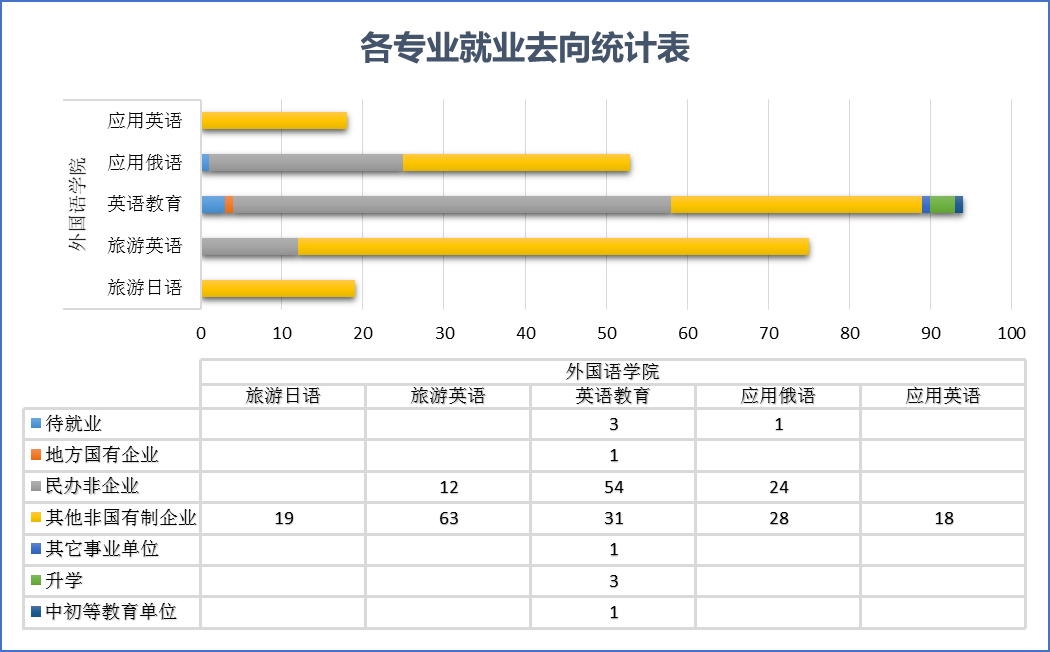 各专业就业去向统计表
外国语学院
应用英语
应用俄语
英语教育
旅游英语
旅游日语
0 10 20 30 40 50 60 70 80 90 100
外国语学院
旅游日语 旅游英语 英语教育 应用俄语 应用英语
待就业 3 1
地方国有企业 1
民办非企业 12 54 24
其他非国有制企业 19 63 31 28 18
其它事业单位 1
升学 3
中初等教育单位 1